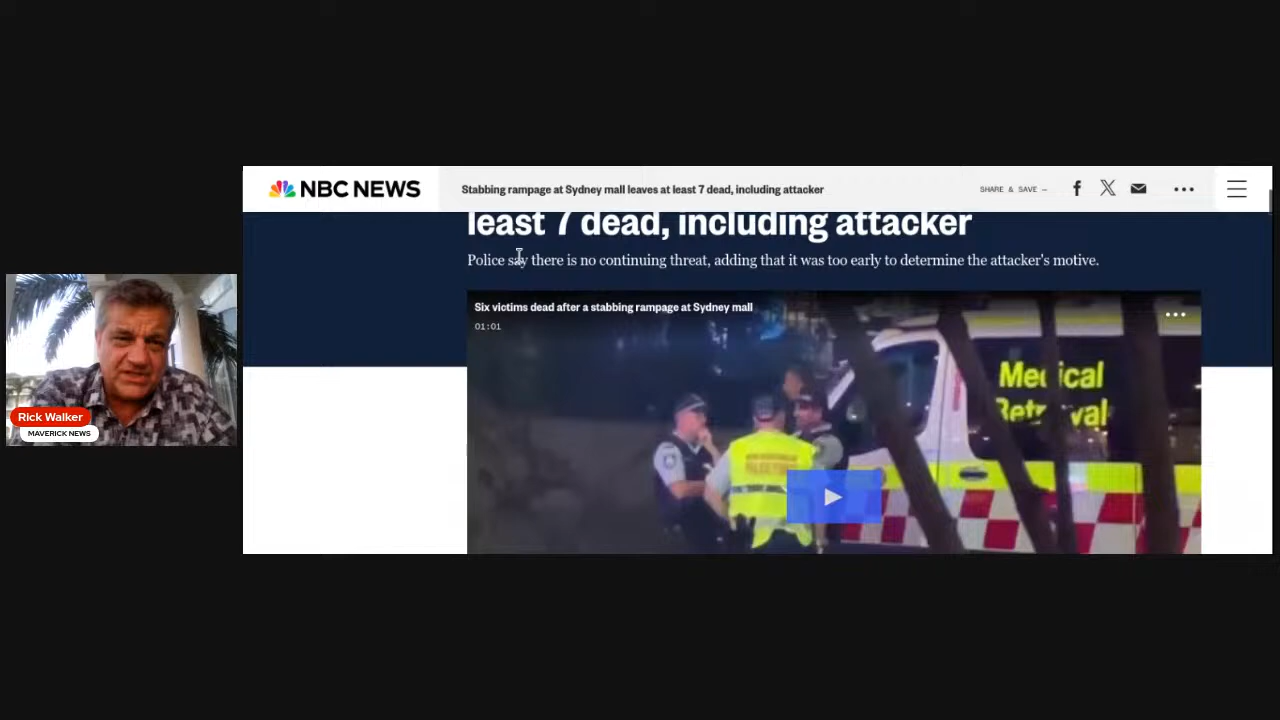 NBC NEWS
Stabbing rampage at Sydney mall leaves at least 7 dead, including attacker
SHARE & SAVE —
least 7 dead, including attacker
Police say there is no continuing threat, adding that it was too early to determine the attacker's motive.
Six victims dead after a stabbing rampage at Sydney mall
01:01
Medical
Retrieval
Rick Walker
MAVERICK NEWS